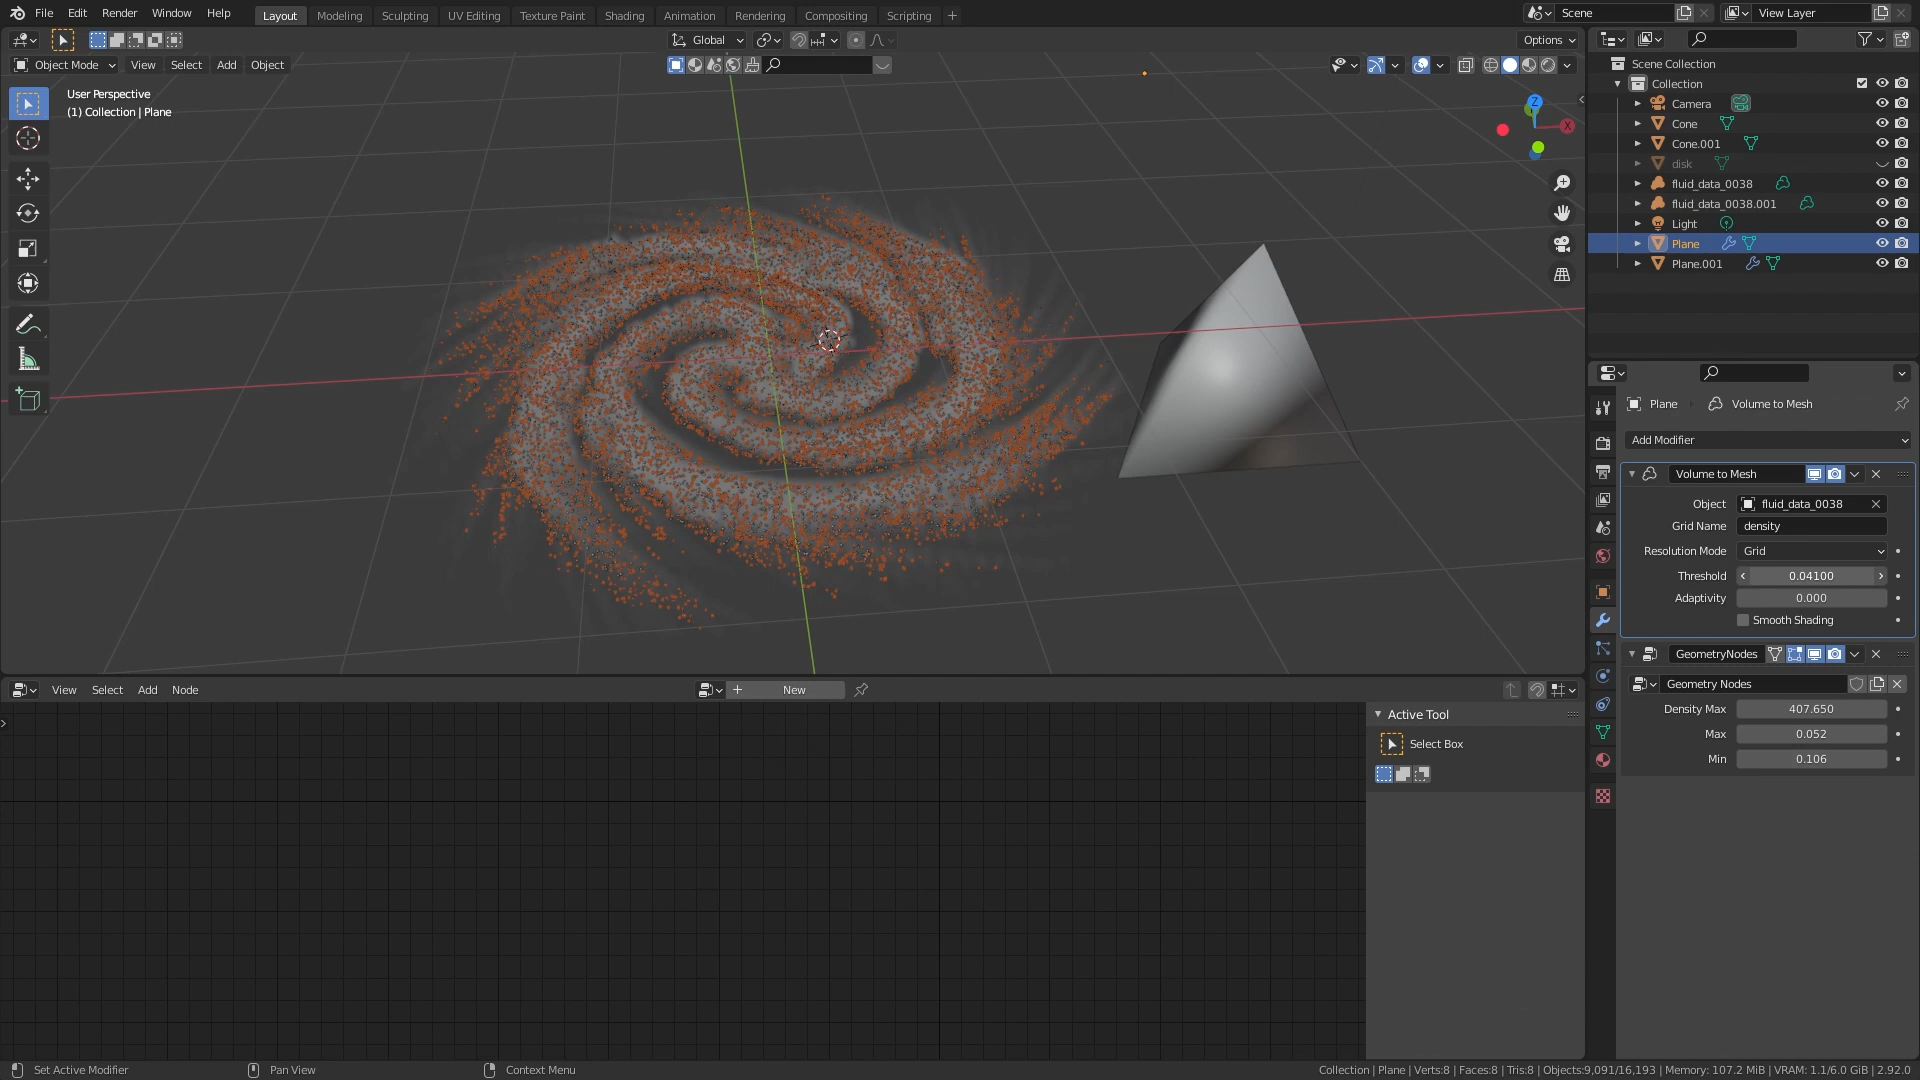 File Edit Render Window Help
Layout Modeling Sculpting UV Editing Texture Paint Shading Animation Rendering Compositing Scripting +
Scene
View Layer
Global
Options
Object Mode View Select Add Object
User Perspective
(1) Collection | Plane
Z
X
Scene Collection
Collection
Camera
Cone
Cone.001
disk
fluid_data_0038
fluid_data_0038.001
Light
Plane
Plane.001
Plane Volume to Mesh
Add Modifier
Volume to Mesh
Object fluid_data_0038
Grid Name density
Resolution Mode Grid
Threshold 0.04100
Adaptivity 0.000
Smooth Shading
GeometryNodes
Geometry Nodes
Density Max 407.650
Max 0.052
Min 0.106
View Select Add Node
+ New
Active Tool
Select Box
Set Active Modifier
Pan View
Context Menu
Collection | Plane | Verts:8 | Faces:8 | Tris:8 | Objects:9,091/16,193 | Memory: 107.2 MiB | VRAM: 1.1/6.0 GiB | 2.92.0